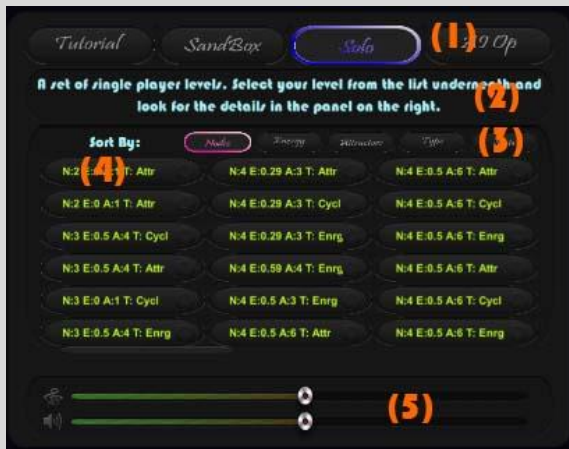 Tutorial SandBox Solo (1) Op
A set of single player levels. Select your level from the list underneath and
look for the details in the panel on the right. (2)
Sort By: Nodes Energy Attractors Type (3)
(4)
N:2 T: Attr N:4 E:0.29 A:3 T: Attr N:4 E:0.5 A:6 T: Attr
N:2 E:0 A:1 T: Attr N:4 E:0.29 A:3 T: Cycl N:4 E:0.5 A:6 T: Cycl
N:3 E:0.5 A:4 T: Cycl N:4 E:0.29 A:3 T: Enrg N:4 E:0.5 A:6 T: Enrg
N:3 E:0.5 A:4 T: Attr N:4 E:0.59 A:4 T: Enrg N:4 E:0.5 A:6 T: Attr
N:3 E:0 A:1 T: Cycl N:4 E:0.5 A:3 T: Enrg N:4 E:0.5 A:6 T: Cycl
N:3 E:0.5 A:4 T: Enrg N:4 E:0.5 A:6 T: Attr N:4 E:0.5 A:6 T: Enrg
(5)